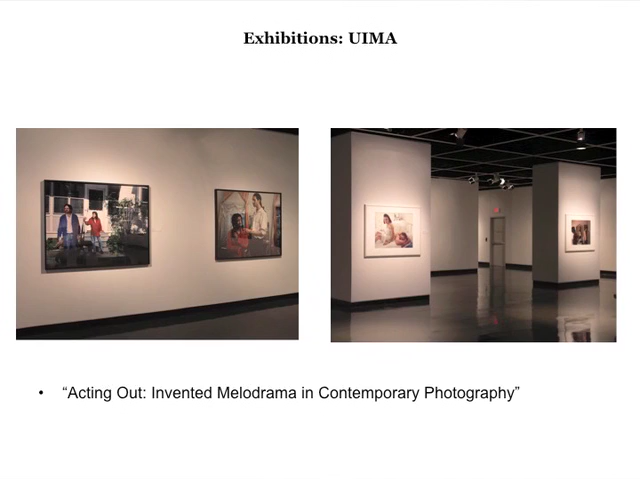 Exhibitions: UIMA
• “Acting Out: Invented Melodrama in Contemporary Photography”